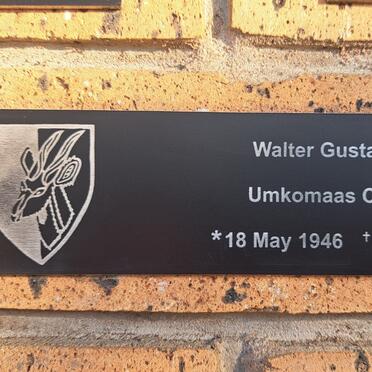 Walter Gusta
Umkomaas C
*18 May 1946 †